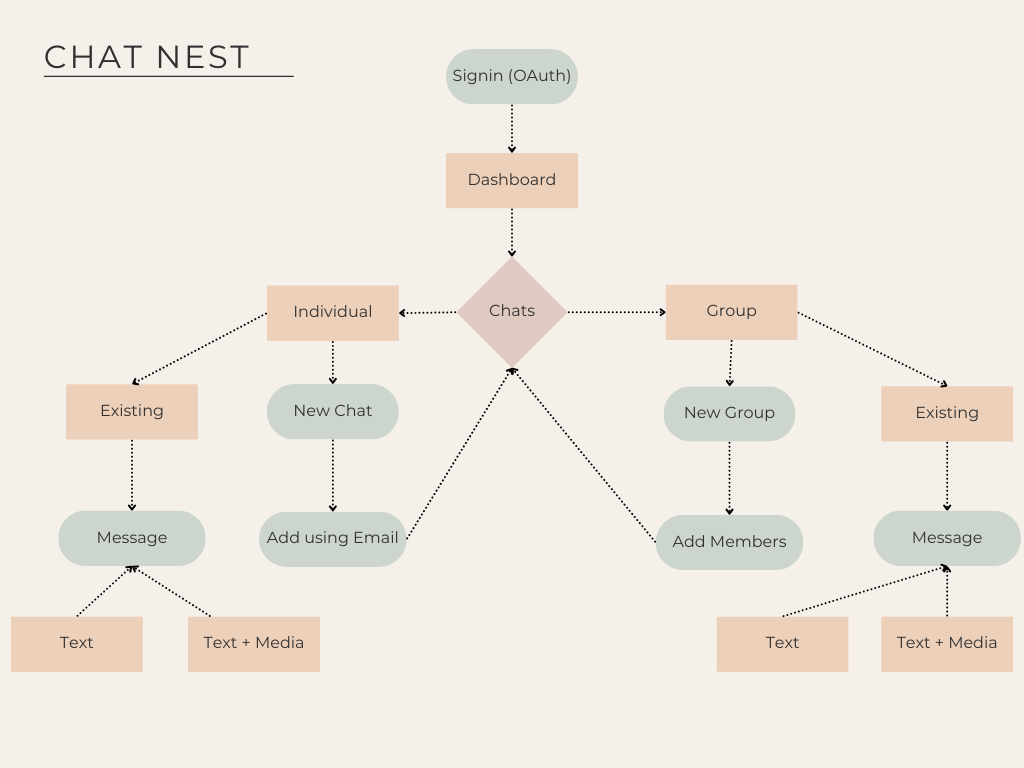 CHAT NEST
Signin (OAuth)
Dashboard
Chats
Individual
Group
Existing
New Chat
New Group
Existing
Message
Add using Email
Add Members
Message
Text
Text + Media
Text
Text + Media